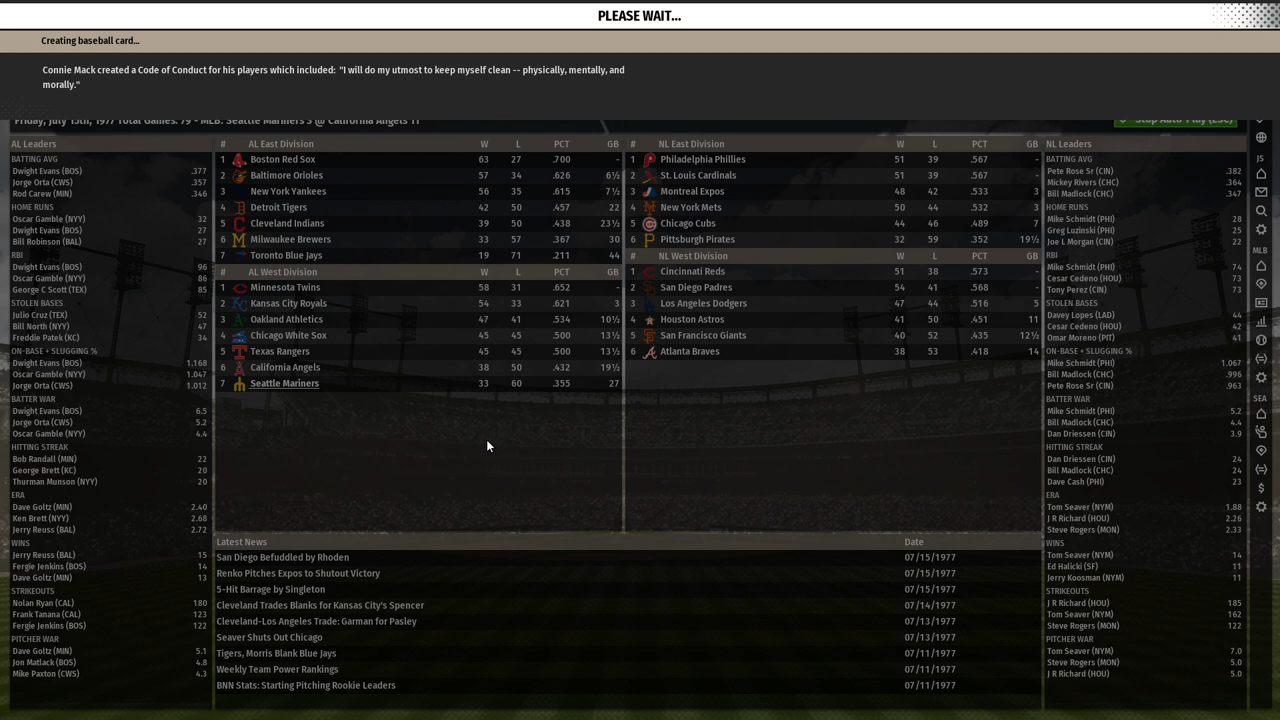 PLEASE WAIT...
Creating baseball card...
Connie Mack created a Code of Conduct for his players which included: "I will do my utmost to keep myself clean -- physically, mentally, and
morally."
Friday, July 15th, 1977 Total Games: 79 - MLB: Seattle Mariners 3 @ California Angels 11
Stop Auto-Play (ESC)
AL Leaders
BATTING AVG
Dwight Evans (BOS) .377
Jorge Orta (CWS) .357
Rod Carew (MIN) .346
HOME RUNS
Oscar Gamble (NYY) 32
Dwight Evans (BOS) 27
Bill Robinson (BAL) 27
RBI
Dwight Evans (BOS) 96
Oscar Gamble (NYY) 86
George C Scott (TEX) 85
STOLEN BASES
Julio Cruz (TEX) 52
Bill North (NYY) 47
Freddie Patek (KC) 34
ON-BASE + SLUGGING %
Dwight Evans (BOS) 1.168
Oscar Gamble (NYY) 1.047
Jorge Orta (CWS) 1.012
BATTER WAR
Dwight Evans (BOS) 6.5
Jorge Orta (CWS) 5.2
Oscar Gamble (NYY) 4.4
HITTING STREAK
Bob Randall (MIN) 22
George Brett (KC) 20
Thurman Munson (NYY) 20
ERA
Dave Goltz (MIN) 2.40
Ken Brett (NYY) 2.68
Jerry Reuss (BAL) 2.72
WINS
Jerry Reuss (BAL) 15
Fergie Jenkins (BOS) 14
Dave Goltz (MIN) 13
STRIKEOUTS
Nolan Ryan (CAL) 180
Frank Tanana (CAL) 123
Fergie Jenkins (BOS) 122
PITCHER WAR
Dave Goltz (MIN) 5.1
Jon Matlack (BOS) 4.8
Mike Paxton (CWS) 4.3
# AL East Division W L PCT GB
1 Boston Red Sox 63 27 .700 -
2 Baltimore Orioles 57 34 .626 6½
3 New York Yankees 56 35 .615 7½
4 Detroit Tigers 42 50 .457 22
5 Cleveland Indians 39 50 .438 23½
6 Milwaukee Brewers 33 57 .367 30
7 Toronto Blue Jays 19 71 .211 44
# AL West Division W L PCT GB
1 Minnesota Twins 58 31 .652 -
2 Kansas City Royals 54 33 .621 3
3 Oakland Athletics 47 41 .534 10½
4 Chicago White Sox 45 45 .500 13½
5 Texas Rangers 45 45 .500 13½
6 California Angels 38 50 .432 19½
7 Seattle Mariners 33 60 .355 27
# NL East Division W L PCT GB
1 Philadelphia Phillies 51 39 .567 -
2 St. Louis Cardinals 51 39 .567 -
3 Montreal Expos 48 42 .533 3
4 New York Mets 50 44 .532 3
5 Chicago Cubs 44 46 .489 7
6 Pittsburgh Pirates 32 59 .352 19½
# NL West Division W L PCT GB
1 Cincinnati Reds 51 38 .573 -
2 San Diego Padres 54 41 .568 -
3 Los Angeles Dodgers 47 44 .516 5
4 Houston Astros 41 50 .451 11
5 San Francisco Giants 40 52 .435 12½
6 Atlanta Braves 38 53 .418 14
Latest News Date
San Diego Befuddled by Rhoden 07/15/1977
Renko Pitches Expos to Shutout Victory 07/15/1977
5-Hit Barrage by Singleton 07/15/1977
Cleveland Trades Blanks for Kansas City's Spencer 07/14/1977
Cleveland-Los Angeles Trade: Garman for Pasley 07/13/1977
Seaver Shuts Out Chicago 07/13/1977
Tigers, Morris Blank Blue Jays 07/11/1977
Weekly Team Power Rankings 07/11/1977
BNN Stats: Starting Pitching Rookie Leaders 07/11/1977
NL Leaders
BATTING AVG
Pete Rose Sr (CIN) .382
Mickey Rivers (CHC) .364
Bill Madlock (CHC) .347
HOME RUNS
Mike Schmidt (PHI) 28
Greg Luzinski (PHI) 25
Joe L Morgan (CIN) 22
RBI
Mike Schmidt (PHI) 74
Cesar Cedeno (HOU) 73
Tony Perez (CIN) 73
STOLEN BASES
Davey Lopes (LAD) 44
Cesar Cedeno (HOU) 42
Omar Moreno (PIT) 41
ON-BASE + SLUGGING %
Mike Schmidt (PHI) 1.067
Bill Madlock (CHC) .996
Pete Rose Sr (CIN) .963
BATTER WAR
Mike Schmidt (PHI) 5.2
Bill Madlock (CHC) 4.4
Dan Driessen (CIN) 3.9
HITTING STREAK
Dan Driessen (CIN) 24
Bill Madlock (CHC) 24
Dave Cash (PHI) 23
ERA
Tom Seaver (NYM) 1.88
J R Richard (HOU) 2.26
Steve Rogers (MON) 2.33
WINS
Tom Seaver (NYM) 14
Ed Halicki (SF) 11
Jerry Koosman (NYM) 11
STRIKEOUTS
J R Richard (HOU) 185
Tom Seaver (NYM) 162
Steve Rogers (MON) 122
PITCHER WAR
Tom Seaver (NYM) 7.0
Steve Rogers (MON) 5.0
J R Richard (HOU) 5.0
JS
MLB
SEA